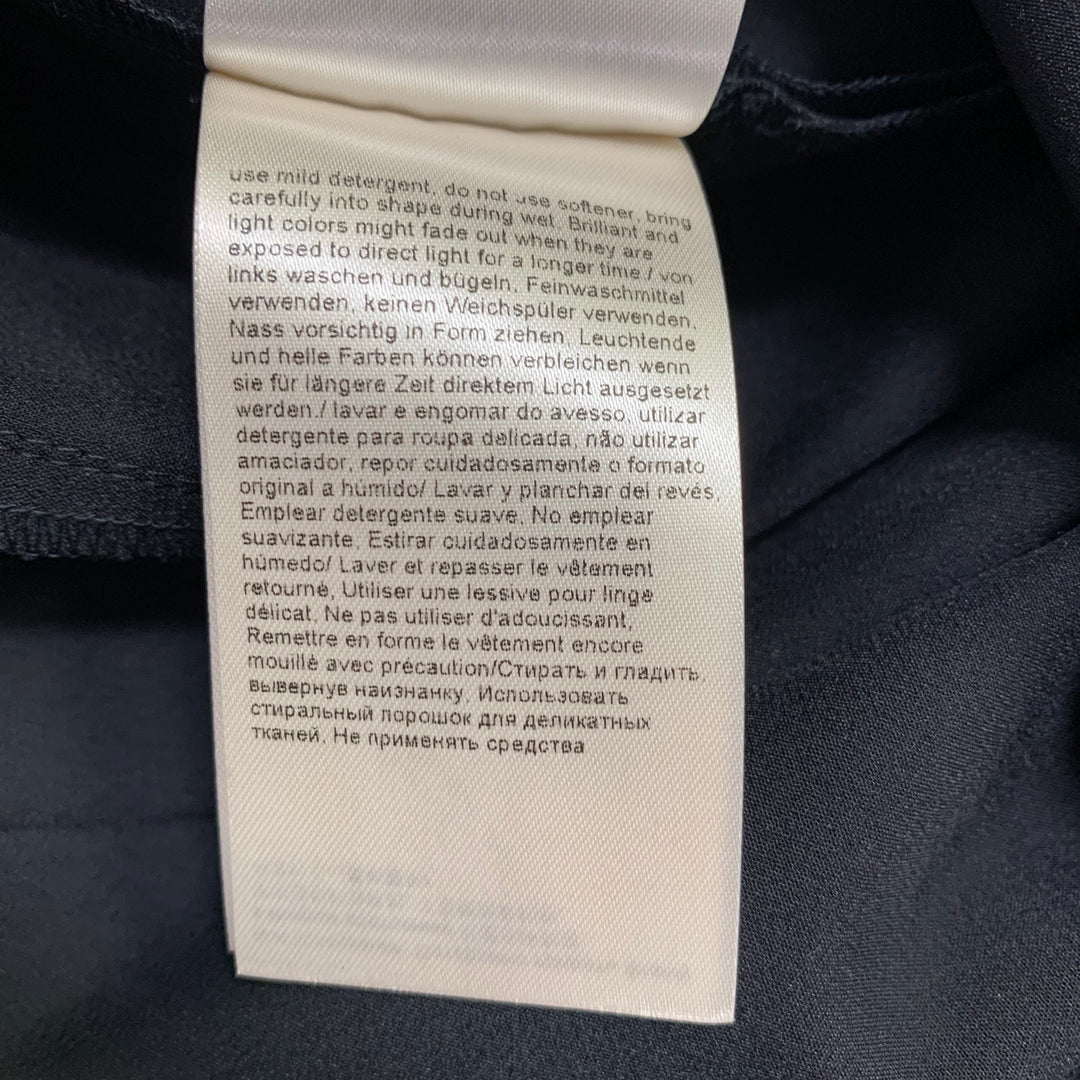 use mild detergent, do not use softener, bring
carefully into shape during wet. Brilliant and
light colors might fade out when they are
exposed to direct light for a longer time / von
links waschen und bügeln, Feinwaschmittel
verwenden, keinen Weichspüler verwenden,
Nass vorsichtig in Form ziehen, Leuchtende
und helle Farben können verbleichen wenn
sie für längere Zeit direktem Licht ausgesetzt
werden./ lavar e engomar do avesso, utilizar
detergente para roupa delicada, não utilizar
amaciador, repor cuidadosamente o formato
original a húmido/ Lavar y planchar del revés,
Emplear detergente suave, No emplear
suavizante, Estirar cuidadosamente en
húmedo/ Laver et repasser le vêtement
retourné, Utiliser une lessive pour linge
délicat, Ne pas utiliser d'adoucissant,
Remettre en forme le vêtement encore
mouillé avec précaution/Стирать и гладить,
вывернув наизнанку, Использовать
стиральный порошок для деликатных
тканей, Не применять средства